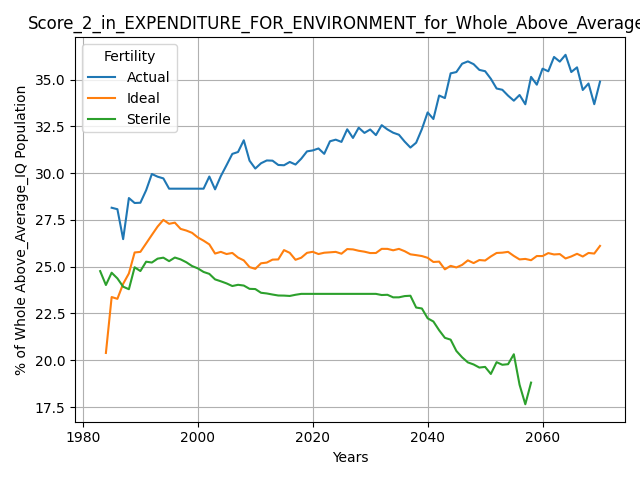 Score_2_in_EXPENDITURE_FOR_ENVIRONMENT_for_Whole_Above_Average
Fertility
Actual
Ideal
Sterile
% of Whole Above_Average_IQ Population
35.0
32.5
30.0
27.5
25.0
22.5
20.0
17.5
1980 2000 2020 2040 2060
Years